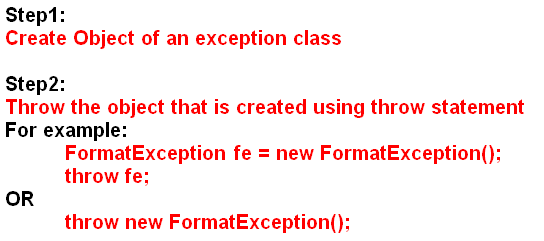 Step1:
Create Object of an exception class
Step2:
Throw the object that is created using throw statement
For example:
FormatException fe = new FormatException();
throw fe;
OR
throw new FormatException();